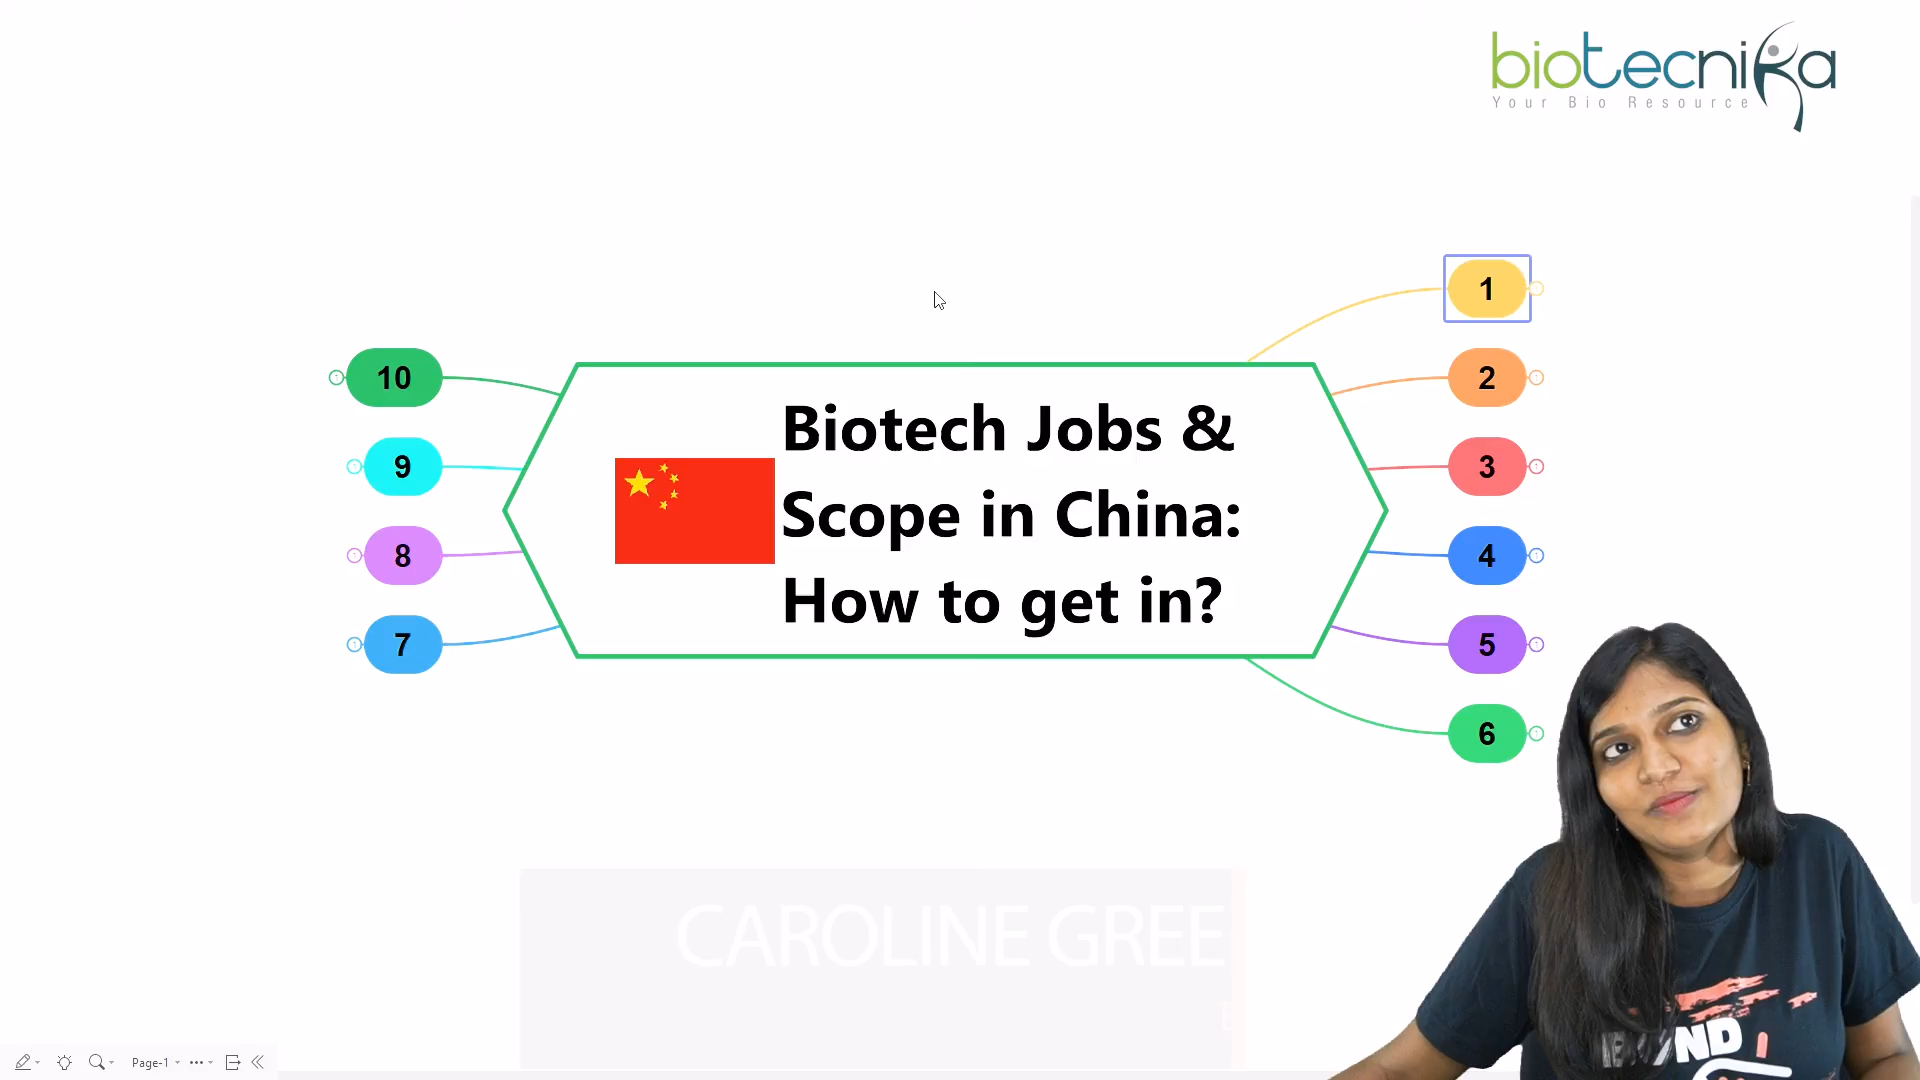 biotecnika
Your Bio Resource
1
2
3
4
5
6
10
9
8
7
Biotech Jobs &
Scope in China:
How to get in?
CAROLINE GREE
Page-1